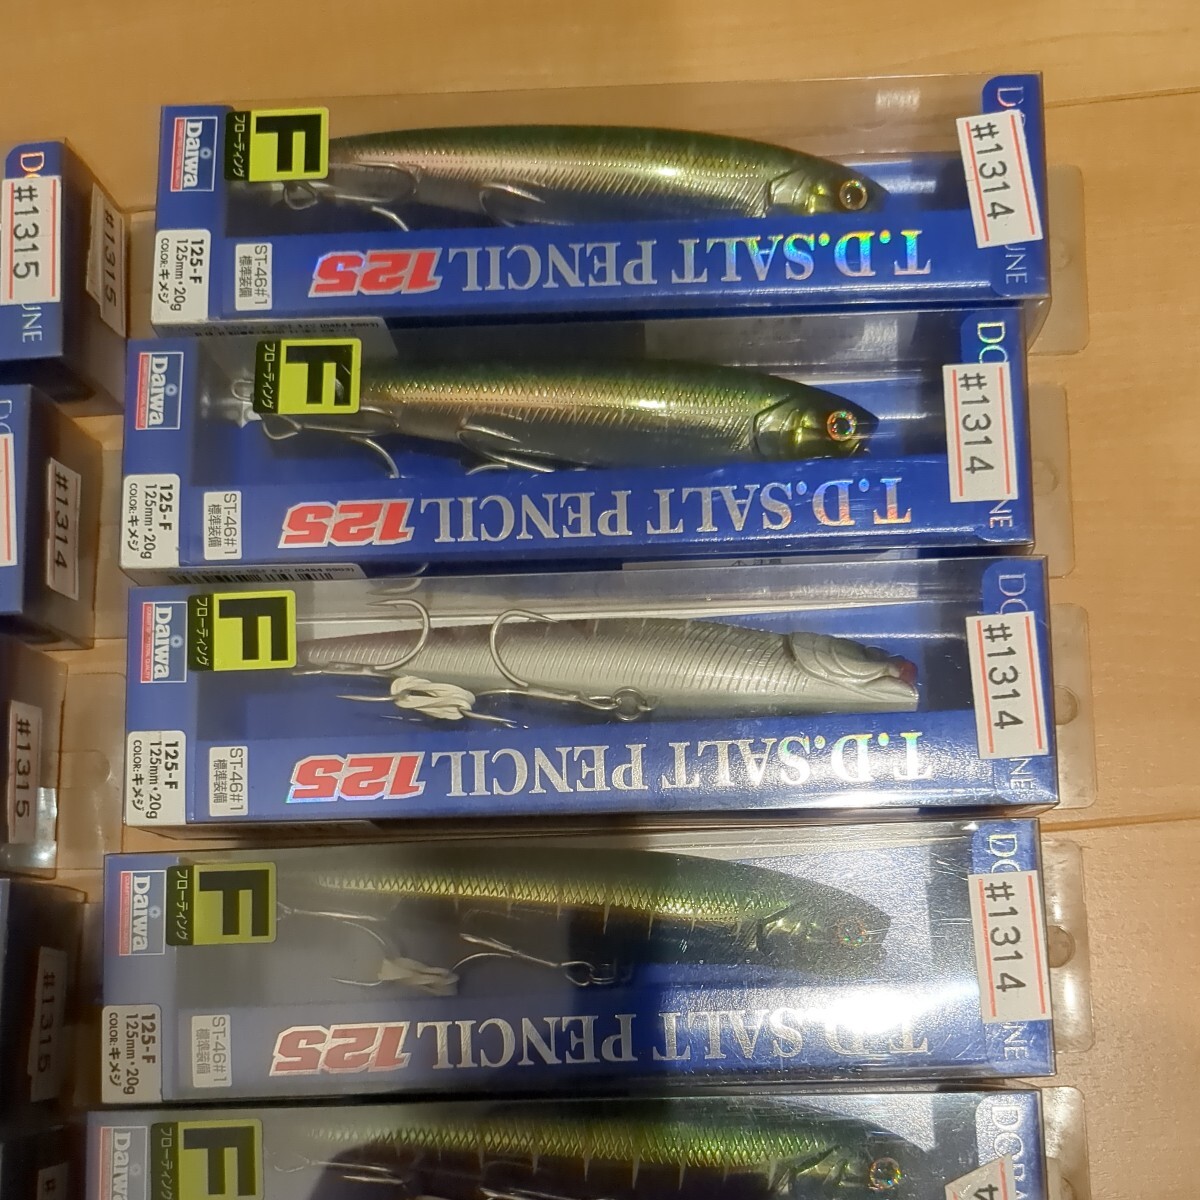 Daiwa
F
フローティング
125-F
125mm・20g
COLOR:キメジ
ST-46#1
標準装備
T.D.SALT PENCIL 125
#1314
UNE
Daiwa
F
フローティング
125-F
125mm・20g
COLOR:キメジ
ST-46#1
標準装備
T.D.SALT PENCIL 125
#1314
Daiwa
F
フローティング
125-F
125mm・20g
COLOR:キメジ
ST-46#1
標準装備
T.D.SALT PENCIL 125
#1314
Daiwa
F
フローティング
125-F
125mm・20g
COLOR:キメジ
ST-46#1
標準装備
T.D.SALT PENCIL 125
#1314
Daiwa
F
フローティング
#1315
#1315
UNE
#1314
#1315
#1315